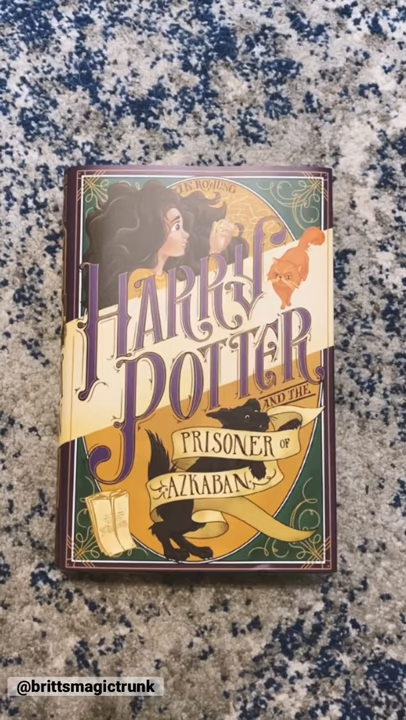 J.K. ROWLING
HARRY
POTTER
AND THE
PRISONER OF
AZKABAN
@brittsmagictrunk